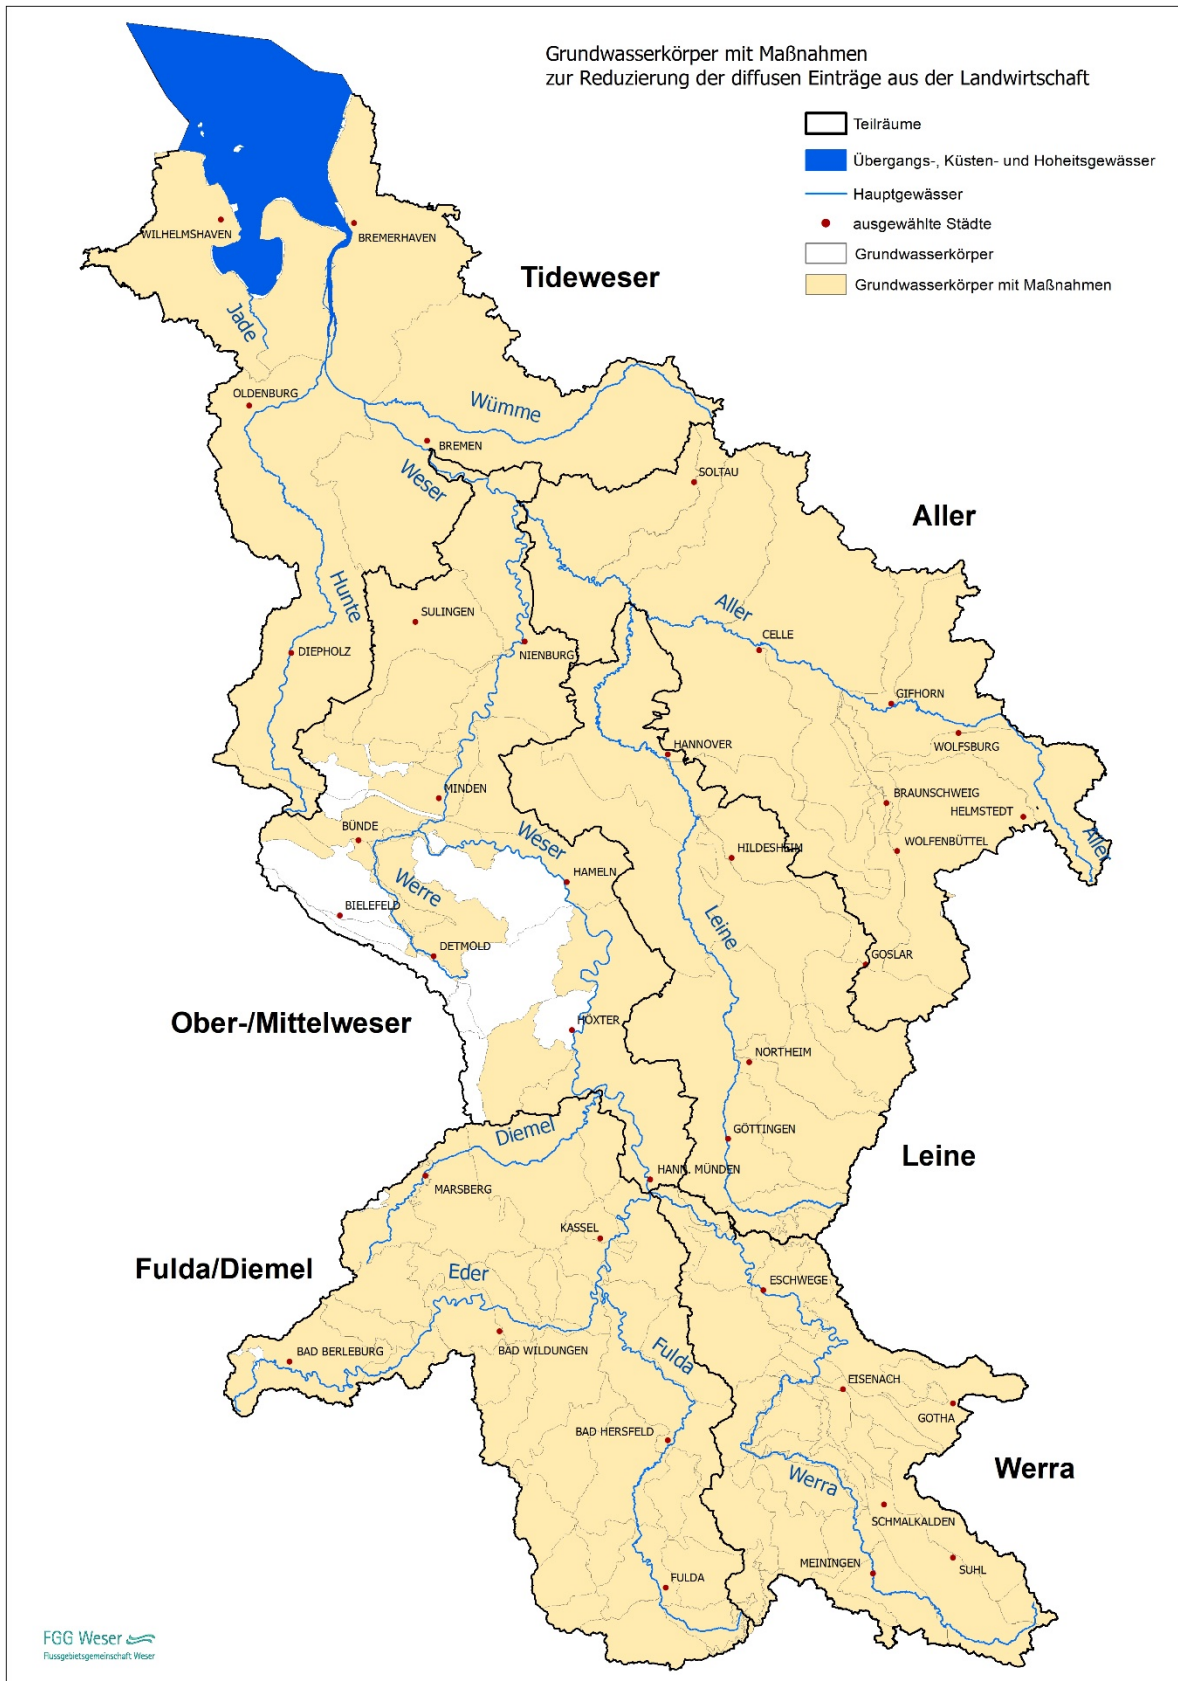 Grundwasserkörper mit Maßnahmen
zur Reduzierung der diffusen Einträge aus der Landwirtschaft
Teilräume
Übergangs-, Küsten- und Hoheitsgewässer
Hauptgewässer
ausgewählte Städte
Grundwasserkörper
Grundwasserkörper mit Maßnahmen
WILHELMSHAVEN
BREMERHAVEN
Tideweser
Jade
OLDENBURG
Wümme
BREMEN
Weser
SOLTAU
Aller
Hunte
SULINGEN
Aller
CELLE
DIEPHOLZ
NIENBURG
GIFHORN
WOLFSBURG
HANNOVER
MINDEN
BRAUNSCHWEIG
HELMSTEDT
BÜNDE
Weser
WOLFENBÜTTEL
Aller
HILDESHEIM
HAMELN
Werre
BIELEFELD
Leine
DETMOLD
GOSLAR
Ober-/Mittelweser
HÖXTER
NORTHEIM
Diemel
GÖTTINGEN
Leine
MARSBERG
HANN. MÜNDEN
KASSEL
Fulda/Diemel
Eder
ESCHWEGE
BAD BERLEBURG
BAD WILDUNGEN
Fulda
EISENACH
GOTHA
BAD HERSFELD
Werra
Werra
SCHMALKALDEN
MEININGEN
SUHL
FULDA
FGG Weser
Flussgebietsgemeinschaft Weser